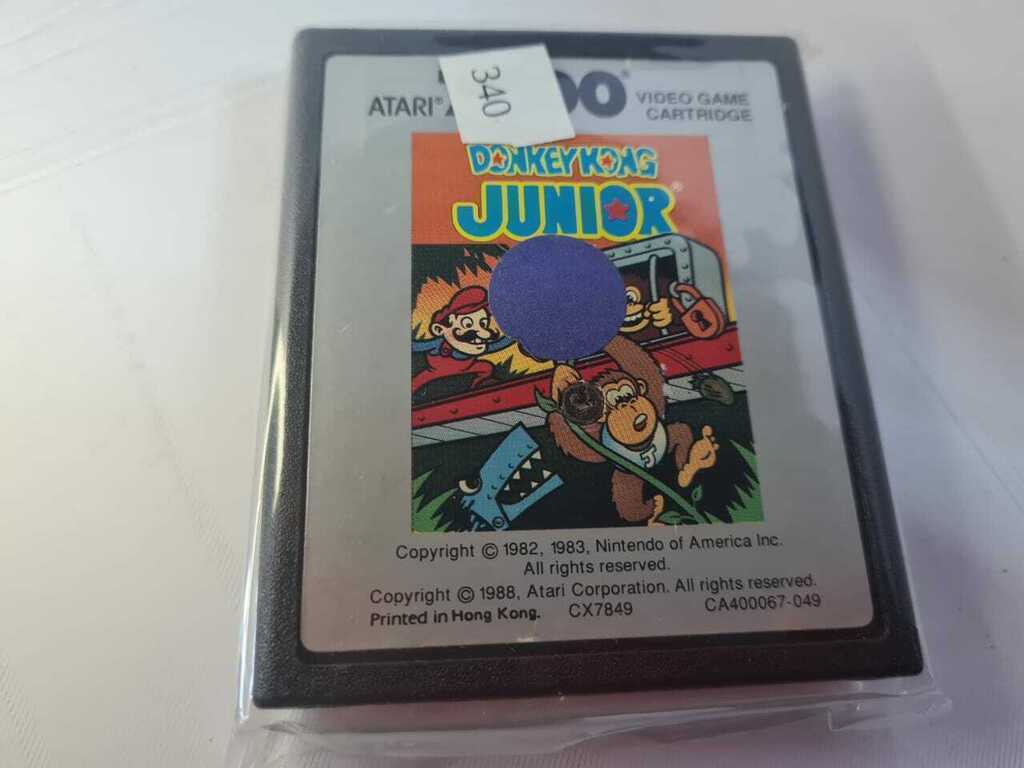 340
ATARI® 00®
VIDEO GAME
CARTRIDGE
DONKEY KONG
JUNIOR®
J
Copyright © 1982, 1983, Nintendo of America Inc.
All rights reserved.
Copyright © 1988, Atari Corporation. All rights reserved.
Printed in Hong Kong. CX7849 CA400067-049